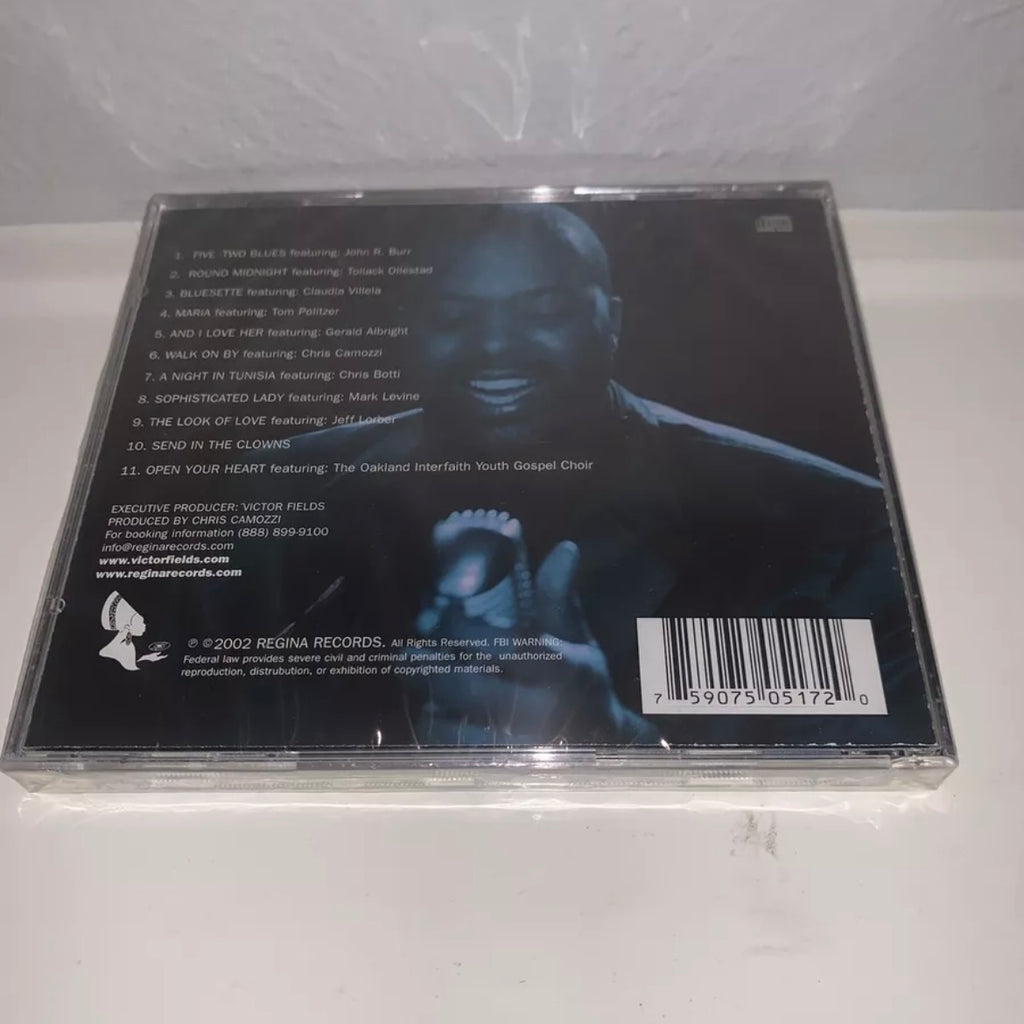 1. FIVE TWO BLUES featuring: John R. Burr
2. ROUND MIDNIGHT featuring: Tollack Ollestad
3. BLUESETTE featuring: Claudia Villela
4. MARIA featuring: Tom Politzer
5. AND I LOVE HER featuring: Gerald Albright
6. WALK ON BY featuring: Chris Camozzi
7. A NIGHT IN TUNISIA featuring: Chris Botti
8. SOPHISTICATED LADY featuring: Mark Levine
9. THE LOOK OF LOVE featuring: Jeff Lorber
10. SEND IN THE CLOWNS
11. OPEN YOUR HEART featuring: The Oakland Interfaith Youth Gospel Choir
EXECUTIVE PRODUCER: VICTOR FIELDS
PRODUCED BY CHRIS CAMOZZI
For booking information (888) 899-9100
info@reginarecords.com
www.victorfields.com
www.reginarecords.com
℗ ©2002 REGINA RECORDS. All Rights Reserved. FBI WARNING:
Federal law provides severe civil and criminal penalties for the unauthorized
reproduction, distrubution, or exhibition of copyrighted materials.
7 59075 05172 0